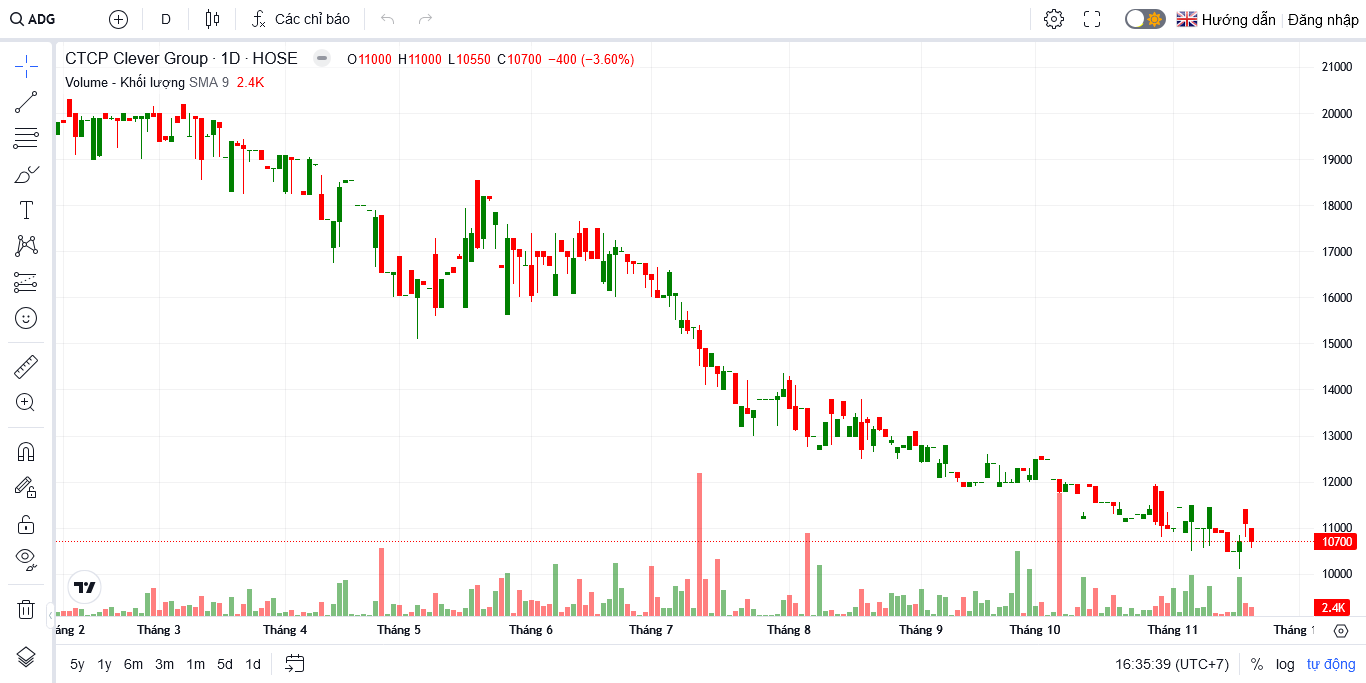 ADG D Các chỉ báo Hướng dẫn Đăng nhập
CTCP Clever Group · 1D · HOSE O11000 H11000 L10550 C10700 −400 (−3.60%)
Volume - Khối lượng SMA 9 2.4K
21000
20000
19000
18000
17000
16000
15000
14000
13000
12000
11000
10700
10000
2.4K
áng 2 Tháng 3 Tháng 4 Tháng 5 Tháng 6 Tháng 7 Tháng 8 Tháng 9 Tháng 10 Tháng 11 Tháng 1
5y 1y 6m 3m 1m 5d 1d 16:35:39 (UTC+7) % log tự động